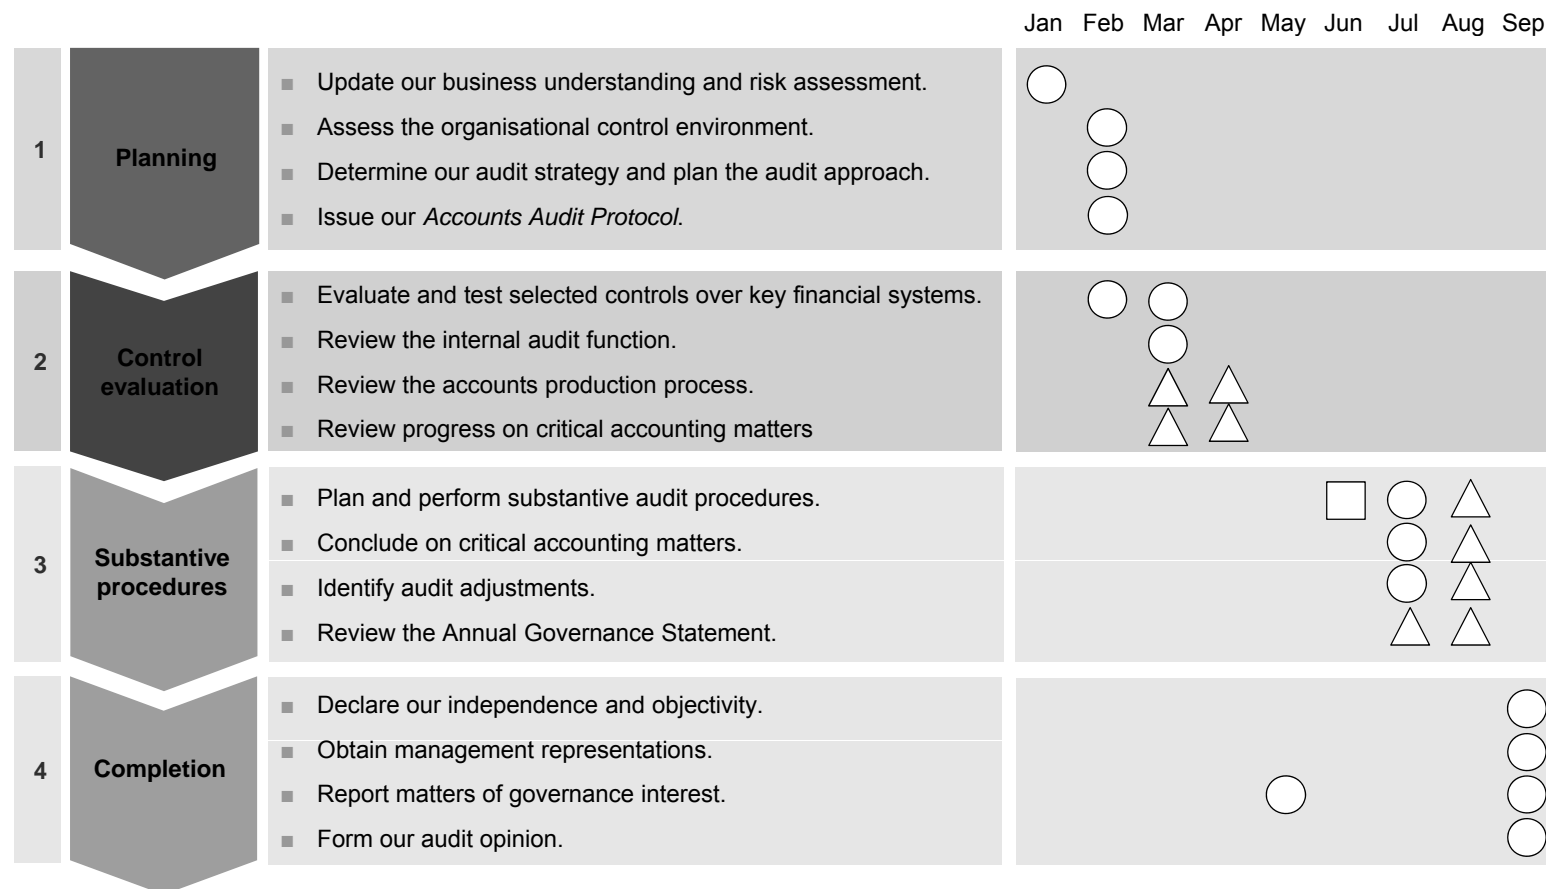 Jan Feb Mar Apr May Jun Jul Aug Sep
1
Planning
Update our business understanding and risk assessment.
Assess the organisational control environment.
Determine our audit strategy and plan the audit approach.
Issue our Accounts Audit Protocol.
2
Control
evaluation
Evaluate and test selected controls over key financial systems.
Review the internal audit function.
Review the accounts production process.
Review progress on critical accounting matters
3
Substantive
procedures
Plan and perform substantive audit procedures.
Conclude on critical accounting matters.
Identify audit adjustments.
Review the Annual Governance Statement.
4
Completion
Declare our independence and objectivity.
Obtain management representations.
Report matters of governance interest.
Form our audit opinion.